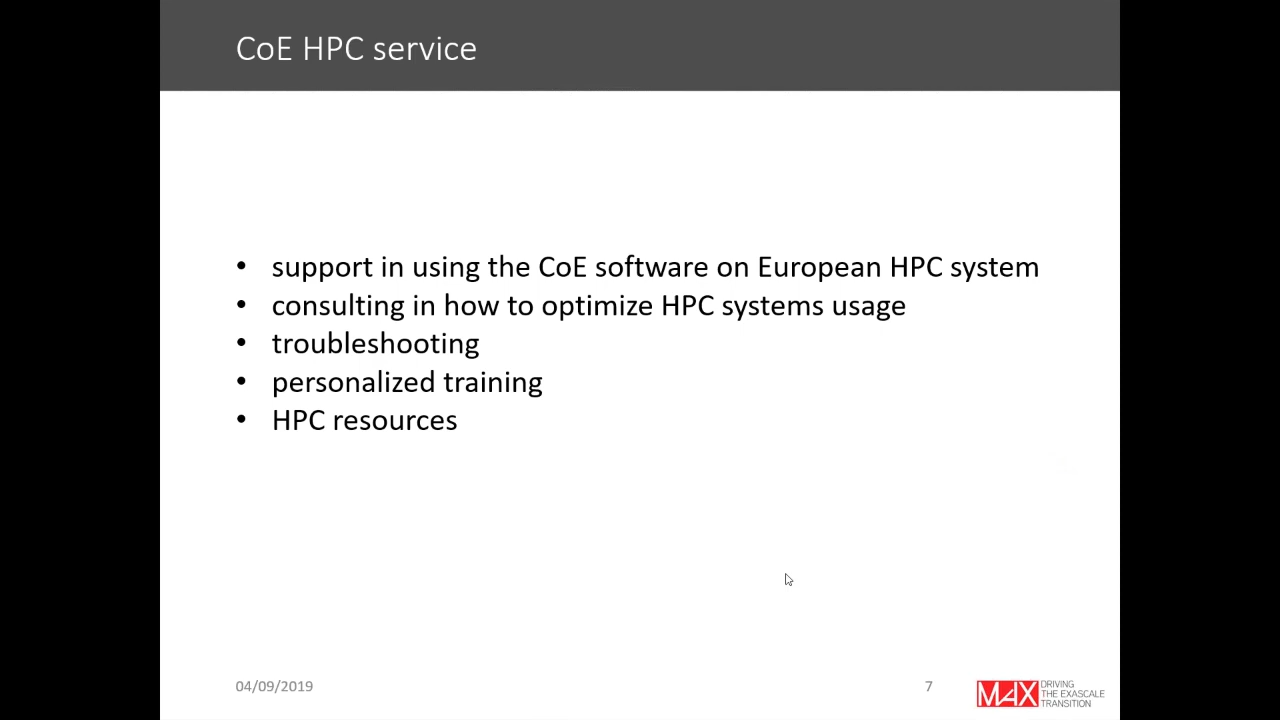 CoE HPC service
• support in using the CoE software on European HPC system
• consulting in how to optimize HPC systems usage
• troubleshooting
• personalized training
• HPC resources
04/09/2019
7
MAX
DRIVING
THE EXASCALE
TRANSITION